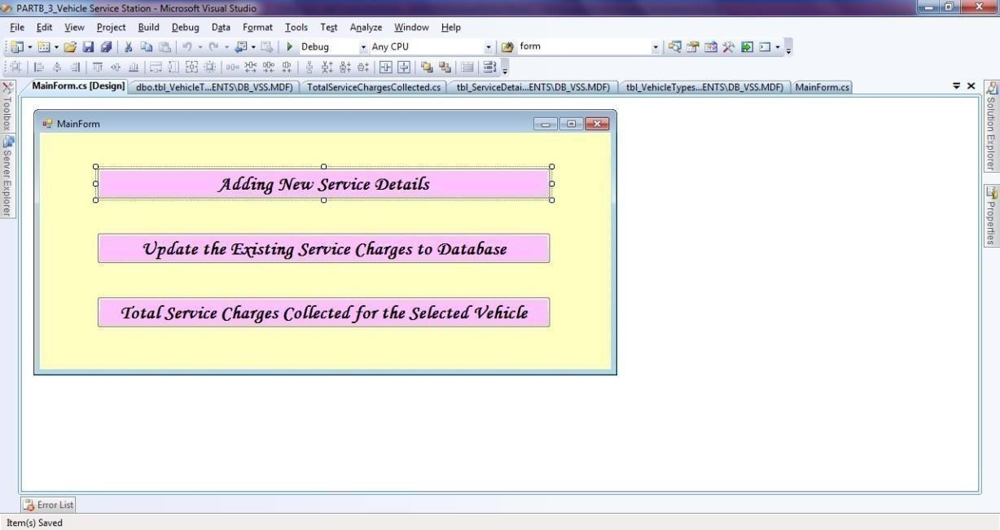 PARTB_3_Vehicle Service Station - Microsoft Visual Studio
File Edit View Project Build Debug Data Format Tools Test Analyze Window Help
Debug Any CPU form
MainForm.cs [Design] dbo.tbl_VehicleT...ENTS\DB_VSS.MDF) TotalServiceChargesCollected.cs tbl_ServiceDetai...ENTS\DB_VSS.MDF) tbl_VehicleTypes...ENTS\DB_VSS.MDF) MainForm.cs
Toolbox
Server Explorer
MainForm
Adding New Service Details
Update the Existing Service Charges to Database
Total Service Charges Collected for the Selected Vehicle
Solution Explorer
Properties
Error List
Item(s) Saved